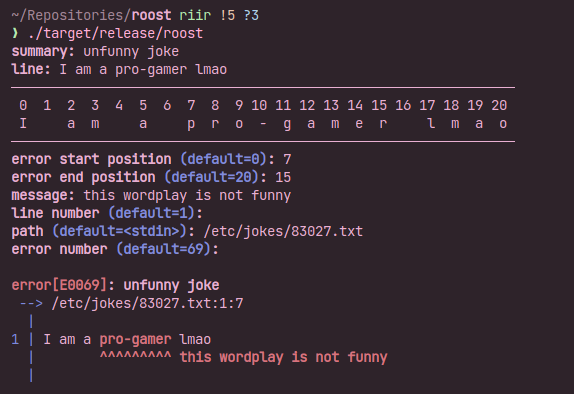 ~/Repositories/roost riir !5 ?3
❯ ./target/release/roost
summary: unfunny joke
line: I am a pro-gamer lmao
0 1 2 3 4 5 6 7 8 9 10 11 12 13 14 15 16 17 18 19 20
I a m a p r o - g a m e r l m a o
error start position (default=0): 7
error end position (default=20): 15
message: this wordplay is not funny
line number (default=1):
path (default=<stdin>): /etc/jokes/83027.txt
error number (default=69):
error[E0069]: unfunny joke
--> /etc/jokes/83027.txt:1:7
|
1 | I am a pro-gamer lmao
| ^^^^^^^^^ this wordplay is not funny
|